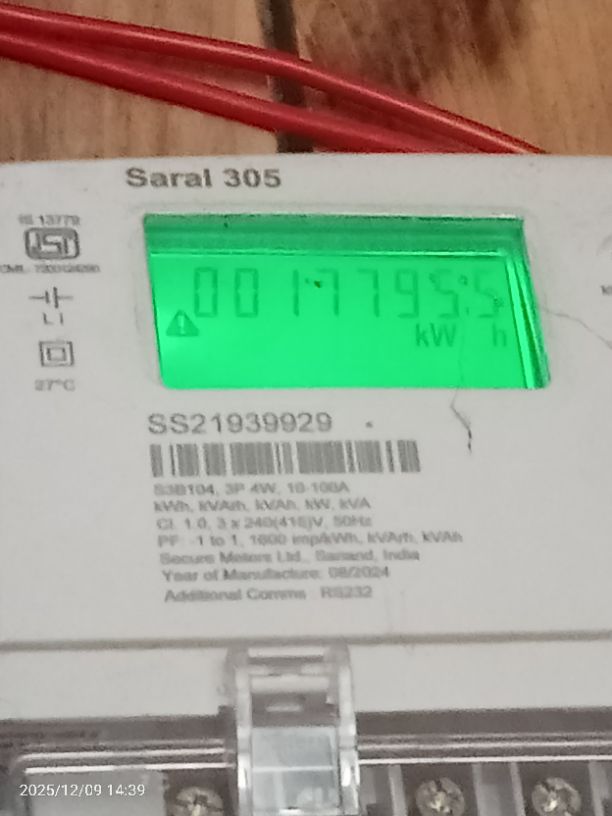 Saral 305
IS 13779
ISI
0017795.5
kW h
LI
27°C
SS21939929
S3B104, 3P 4W, 10-100A
kWh, kVArh, kVAh, kW, kVA
Cl. 1.0, 3 x 240(415)V, 50Hz
PF: -1 to 1, 1600 imp/kWh, kVArh, kVAh
Secure Meters Ltd., Sanand, India
Year of Manufacture: 08/2024
Additional Comms : RS232
2025/12/09 14:39